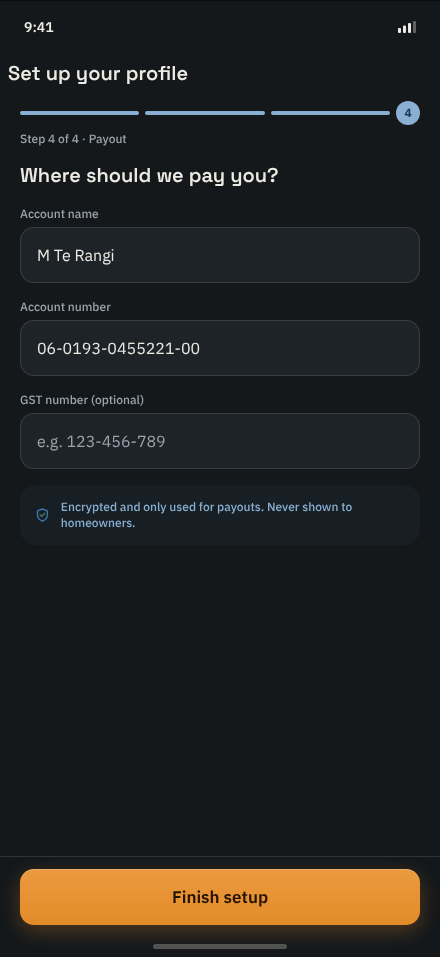 9:41
Set up your profile
4
Step 4 of 4 · Payout
Where should we pay you?
Account name
M Te Rangi
Account number
06-0193-0455221-00
GST number (optional)
e.g. 123-456-789
Encrypted and only used for payouts. Never shown to
homeowners.
Finish setup